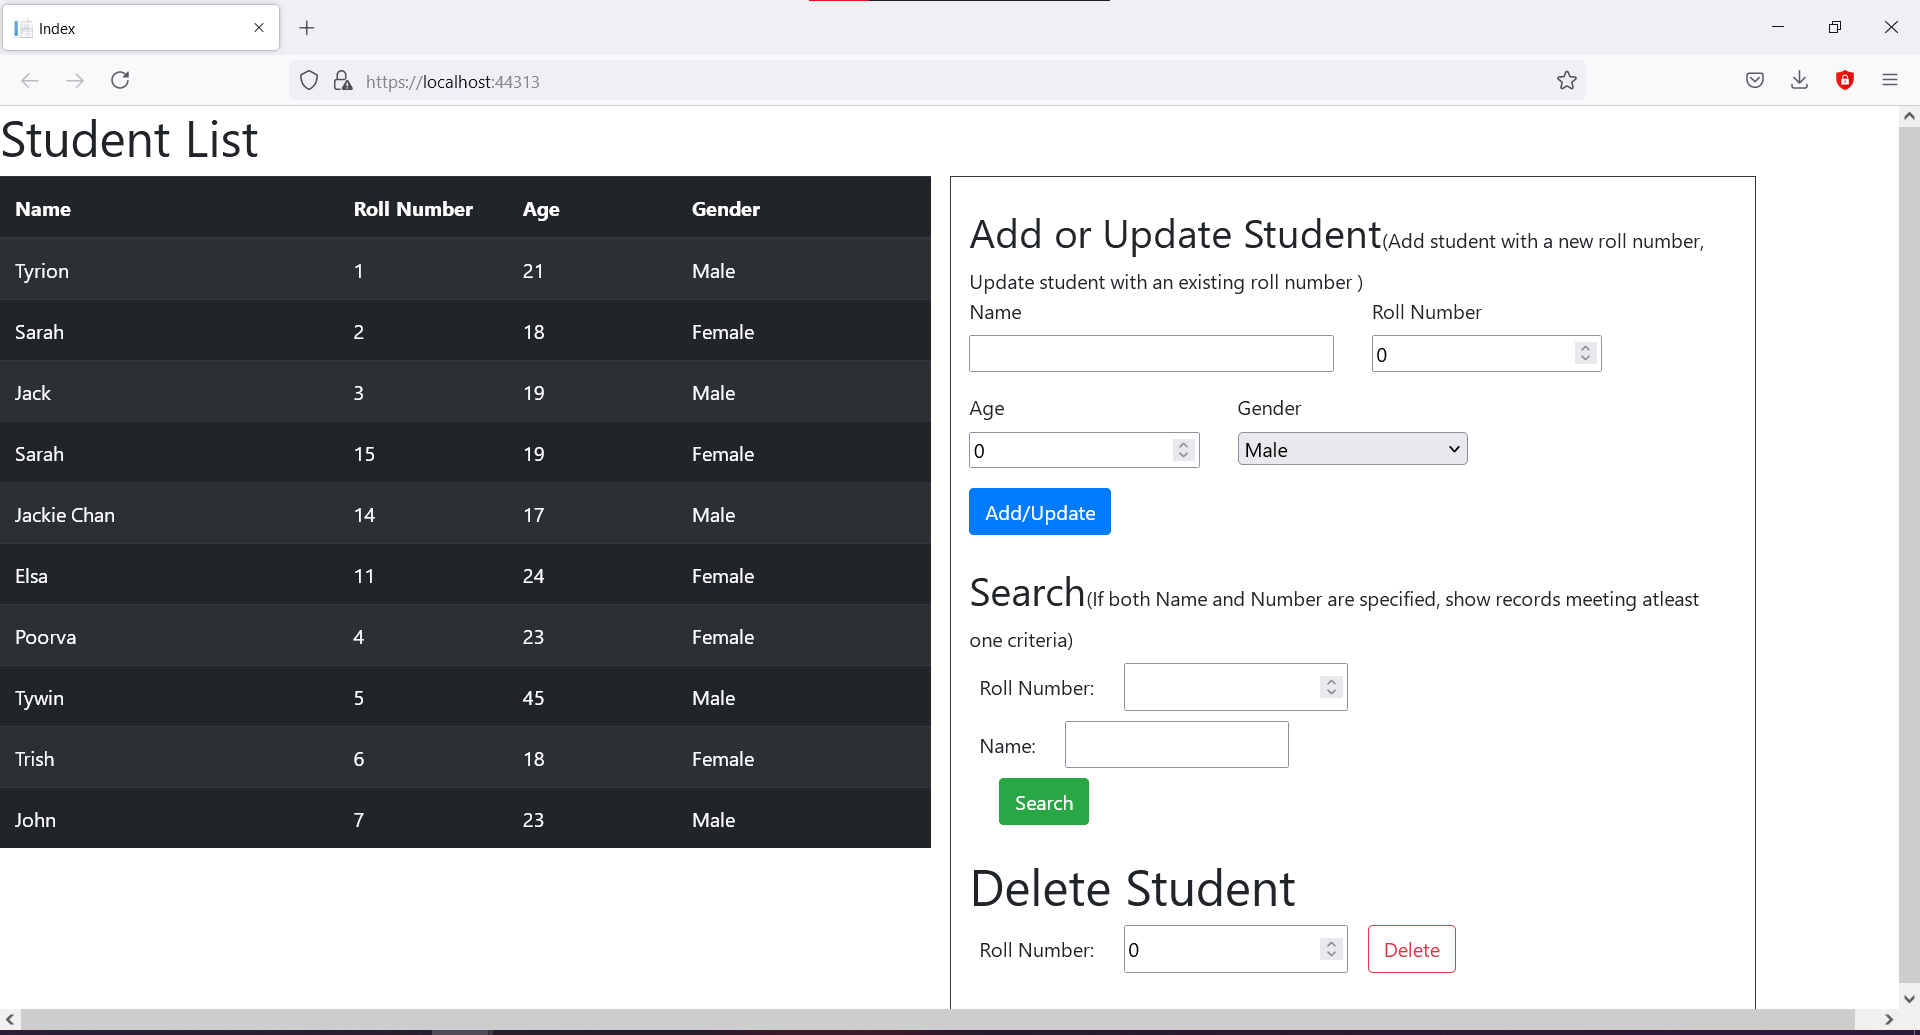 Index
https://localhost:44313
Student List
Name Roll Number Age Gender
Tyrion 1 21 Male
Sarah 2 18 Female
Jack 3 19 Male
Sarah 15 19 Female
Jackie Chan 14 17 Male
Elsa 11 24 Female
Poorva 4 23 Female
Tywin 5 45 Male
Trish 6 18 Female
John 7 23 Male
Add or Update Student(Add student with a new roll number,
Update student with an existing roll number )
Name Roll Number
0
Age Gender
0 Male
Add/Update
Search(If both Name and Number are specified, show records meeting atleast
one criteria)
Roll Number:
Name:
Search
Delete Student
Roll Number: 0 Delete